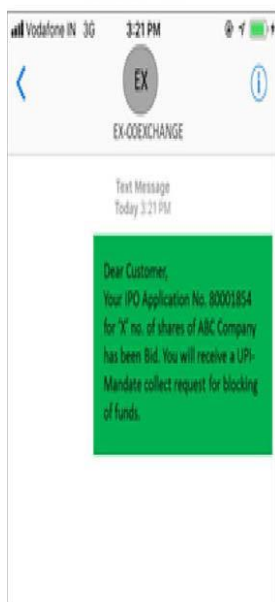 Vodafone IN 3G 3:21 PM
EX
EX-OOEXCHANGE
Text Message
Today 3:21 PM
Dear Customer,
Your IPO Application No. 80001854
for 'X' no. of shares of ABC Company
has been Bid. You will receive a UPI-
Mandate collect request for blocking
of funds.